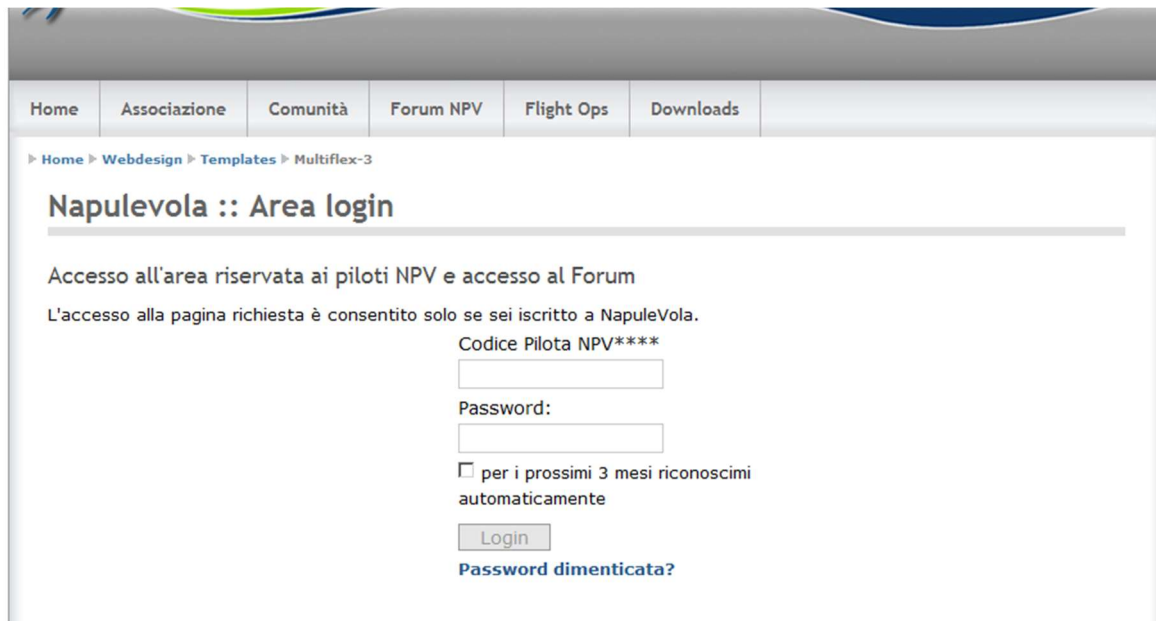 Home Associazione Comunità Forum NPV Flight Ops Downloads
Home Webdesign Templates Multiflex-3
Napulevola :: Area login
Accesso all'area riservata ai piloti NPV e accesso al Forum
L'accesso alla pagina richiesta è consentito solo se sei iscritto a NapuleVola.
Codice Pilota NPV****
Password:
per i prossimi 3 mesi riconoscimi
automaticamente
Login
Password dimenticata?